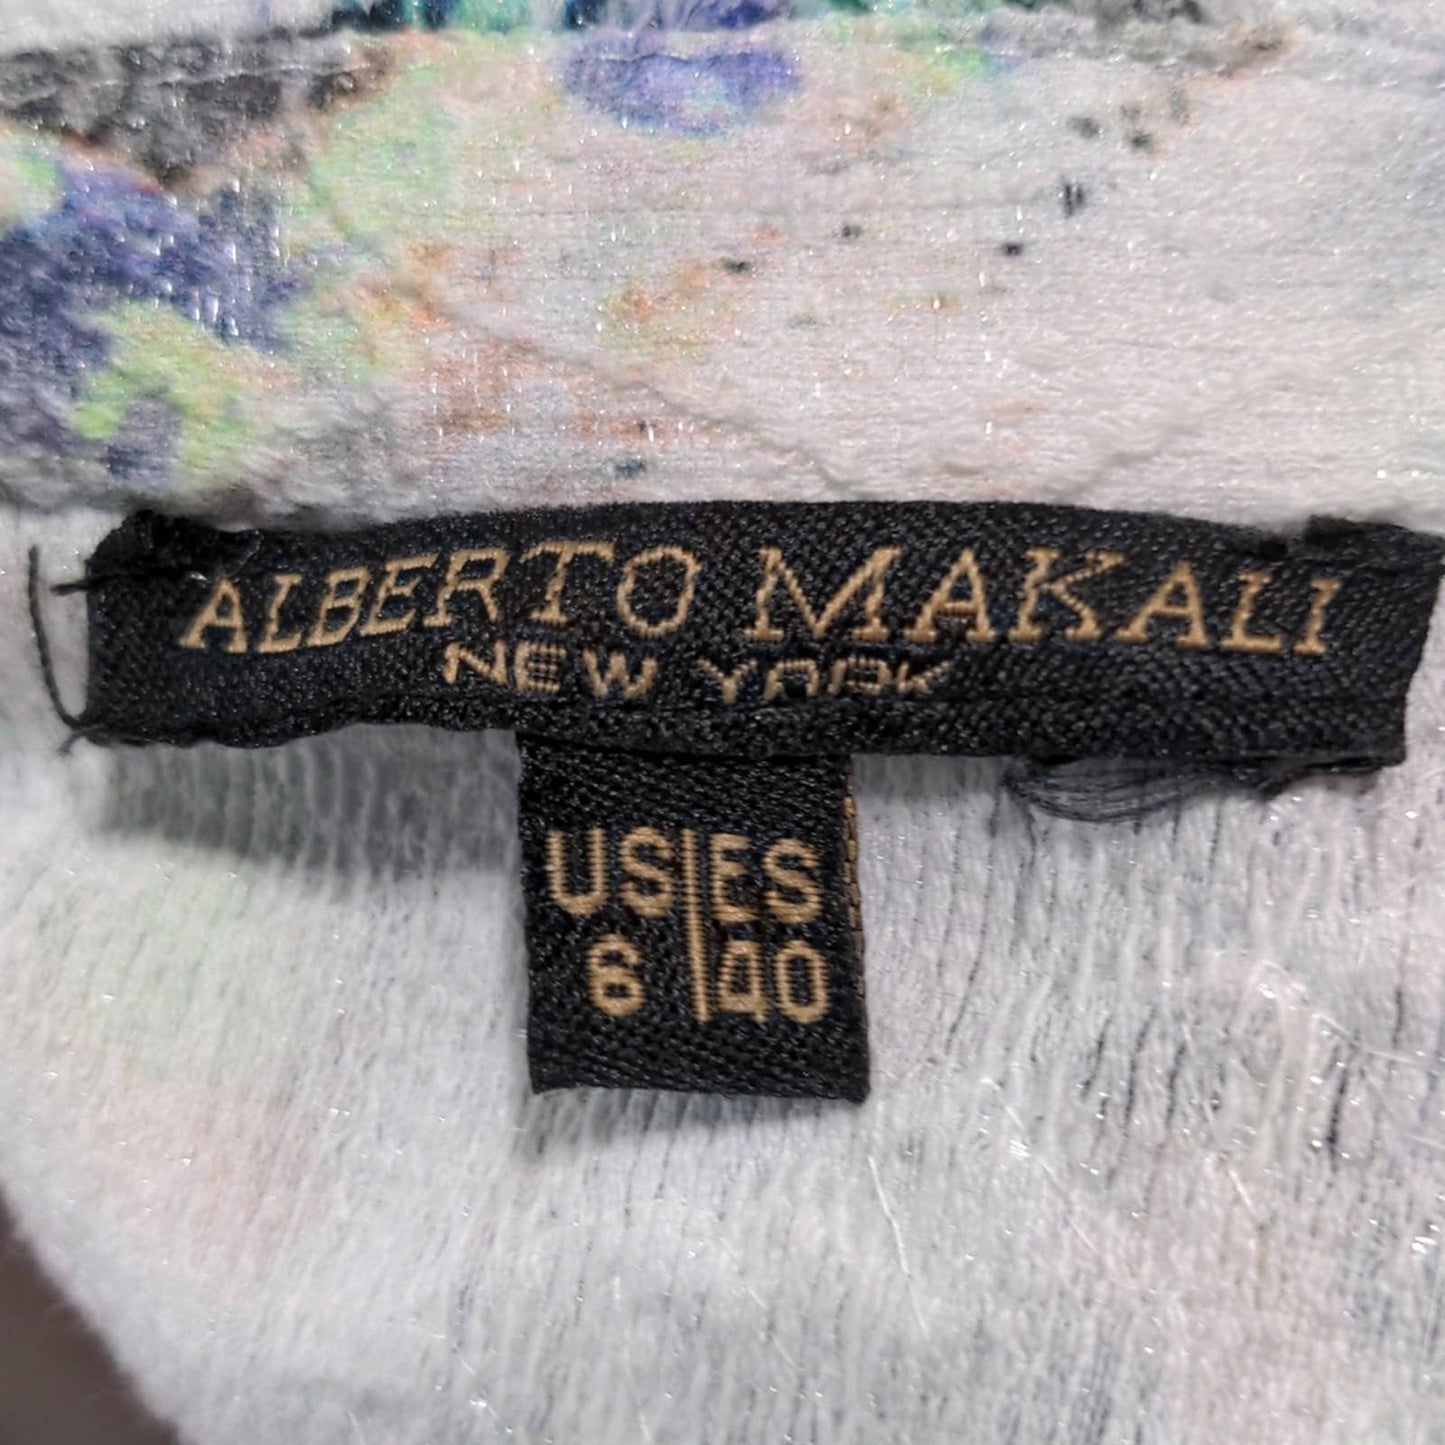 ALBERTO MAKALI
NEW YORK
US|ES
6|40